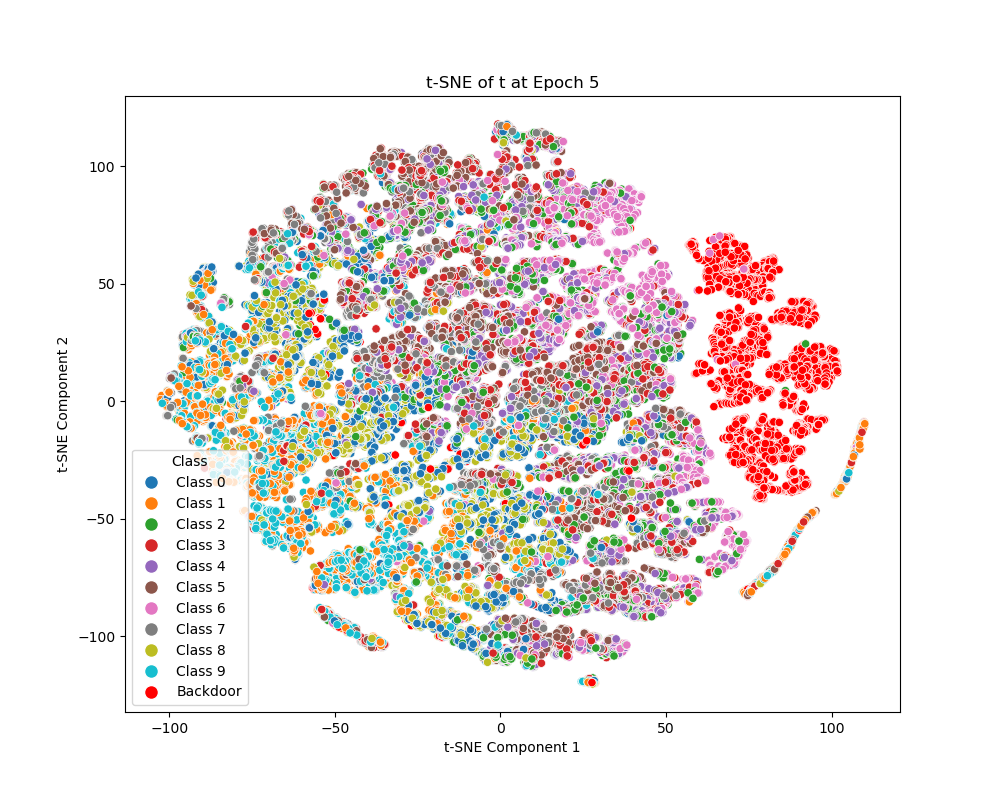 t-SNE of t at Epoch 5
t-SNE Component 2
100
50
0
−50
−100
Class
Class 0
Class 1
Class 2
Class 3
Class 4
Class 5
Class 6
Class 7
Class 8
Class 9
Backdoor
−100
−50
0
50
100
t-SNE Component 1